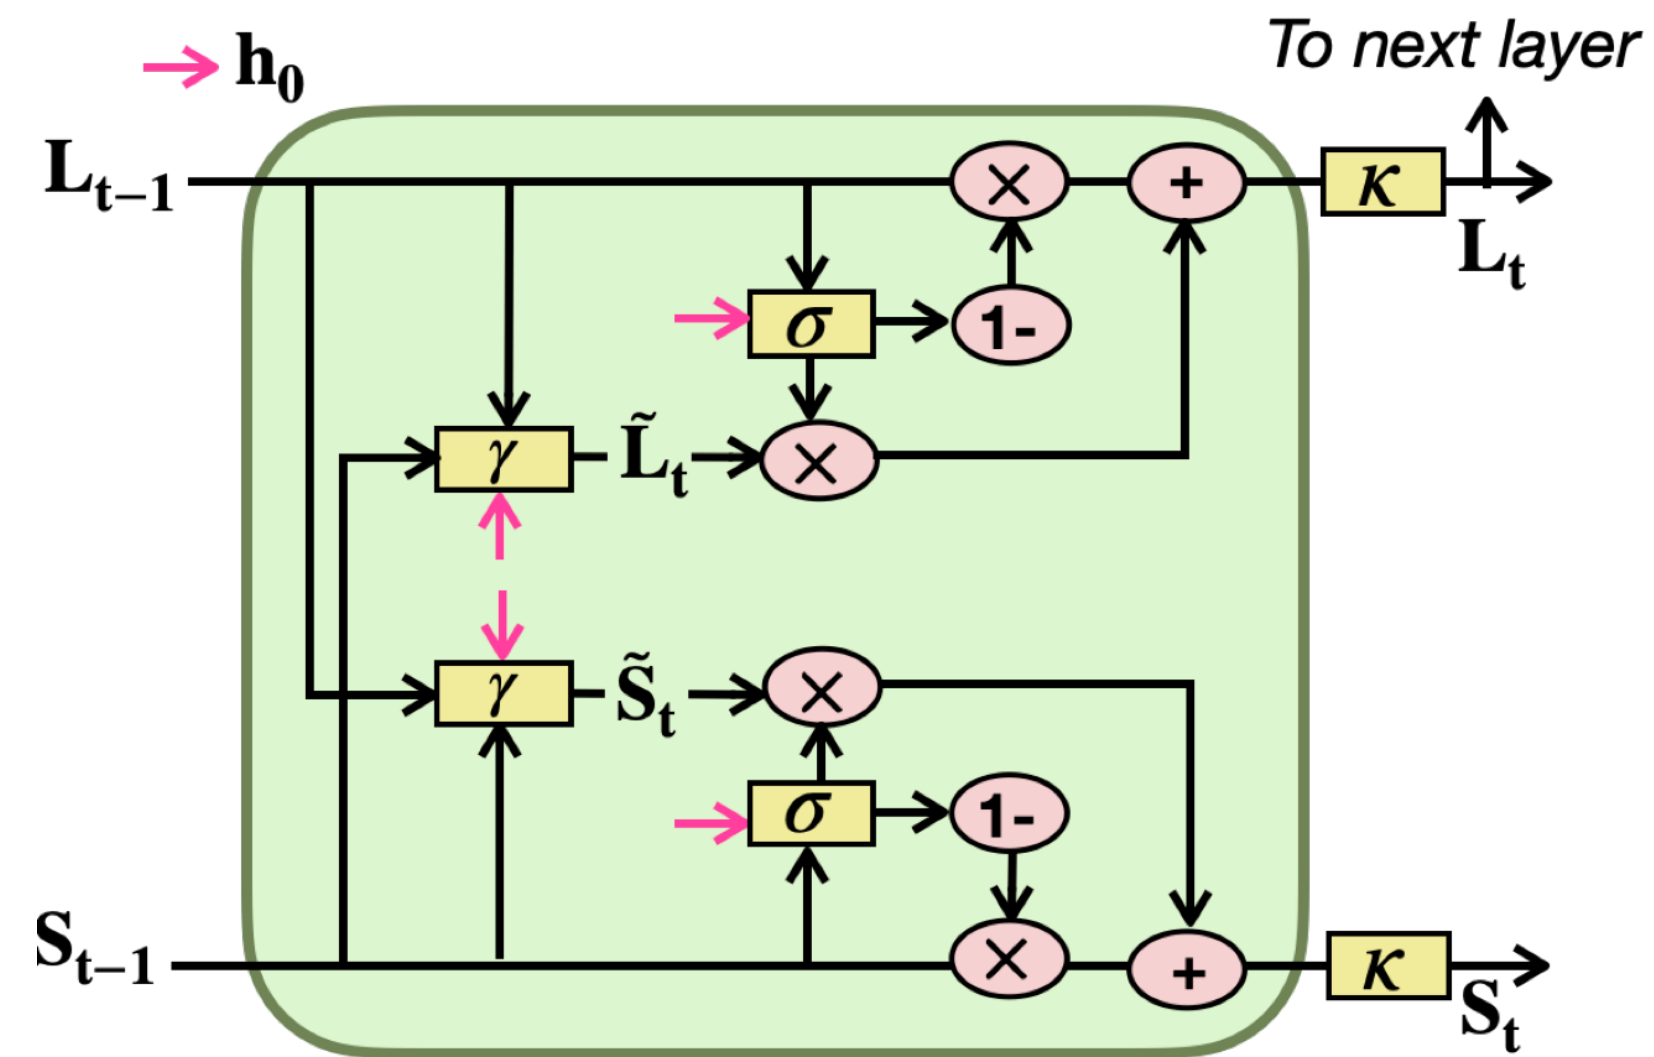 To next layer
h₀
Lₜ₋₁
×
+
κ
Lₜ
σ
1-
γ
L̃ₜ
×
γ
S̃ₜ
×
σ
1-
Sₜ₋₁
×
+
κ
Sₜ